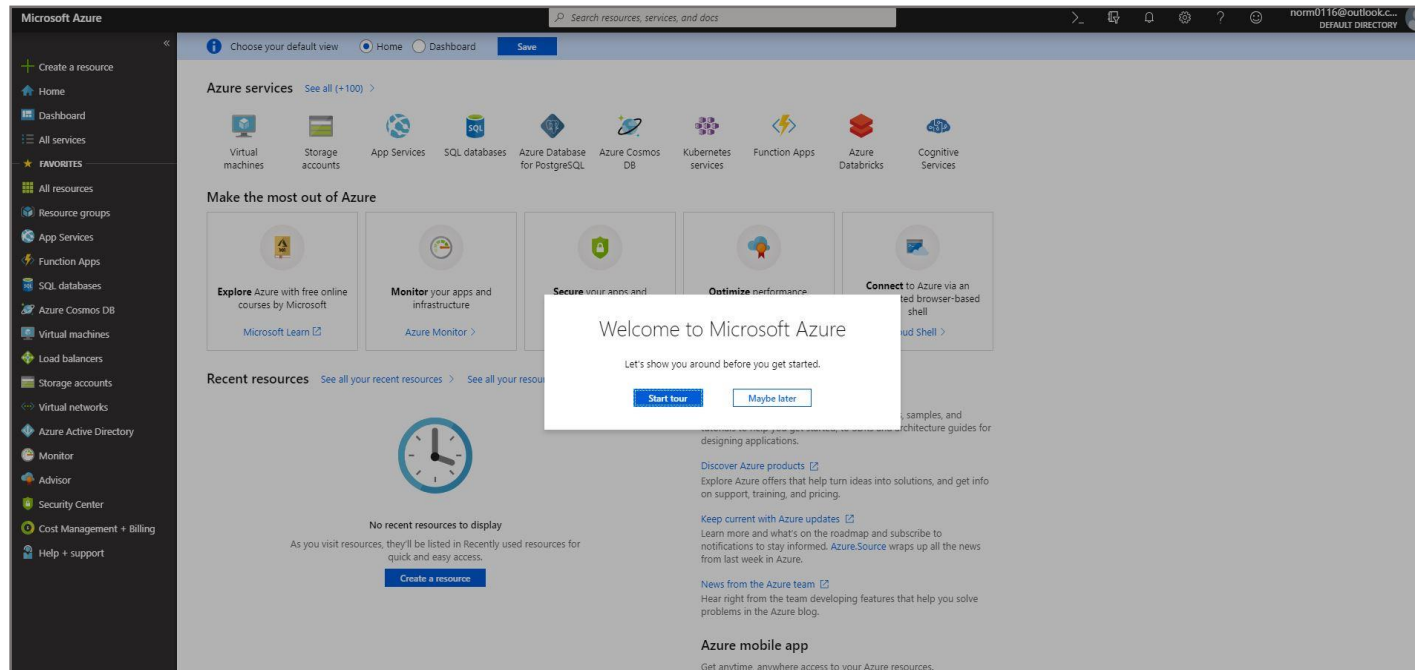 Microsoft Azure
Search resources, services, and docs
norm0116@outlook.c...
DEFAULT DIRECTORY
Create a resource
Home
Dashboard
All services
FAVORITES
All resources
Resource groups
App Services
Function Apps
SQL databases
Azure Cosmos DB
Virtual machines
Load balancers
Storage accounts
Virtual networks
Azure Active Directory
Monitor
Advisor
Security Center
Cost Management + Billing
Help + support
Choose your default view Home Dashboard Save
Azure services See all (+100) >
Virtual machines
Storage accounts
App Services
SQL databases
Azure Database for PostgreSQL
Azure Cosmos DB
Kubernetes services
Function Apps
Azure Databricks
Cognitive Services
Make the most out of Azure
Explore Azure with free online
courses by Microsoft
Microsoft Learn
Monitor your apps and
infrastructure
Azure Monitor >
Secure your apps and
Optimize performance
Connect to Azure via an
ted browser-based
shell
ud Shell >
Welcome to Microsoft Azure
Let's show you around before you get started.
Start tour Maybe later
Recent resources See all your recent resources > See all your resour
No recent resources to display
As you visit resources, they'll be listed in Recently used resources for
quick and easy access.
Create a resource
, samples, and
architecture guides for
designing applications.
Discover Azure products
Explore Azure offers that help turn ideas into solutions, and get info
on support, training, and pricing.
Keep current with Azure updates
Learn more and what's on the roadmap and subscribe to
notifications to stay informed. Azure.Source wraps up all the news
from last week in Azure.
News from the Azure team
Hear right from the team developing features that help you solve
problems in the Azure blog.
Azure mobile app
Get anytime, anywhere access to your Azure resources.